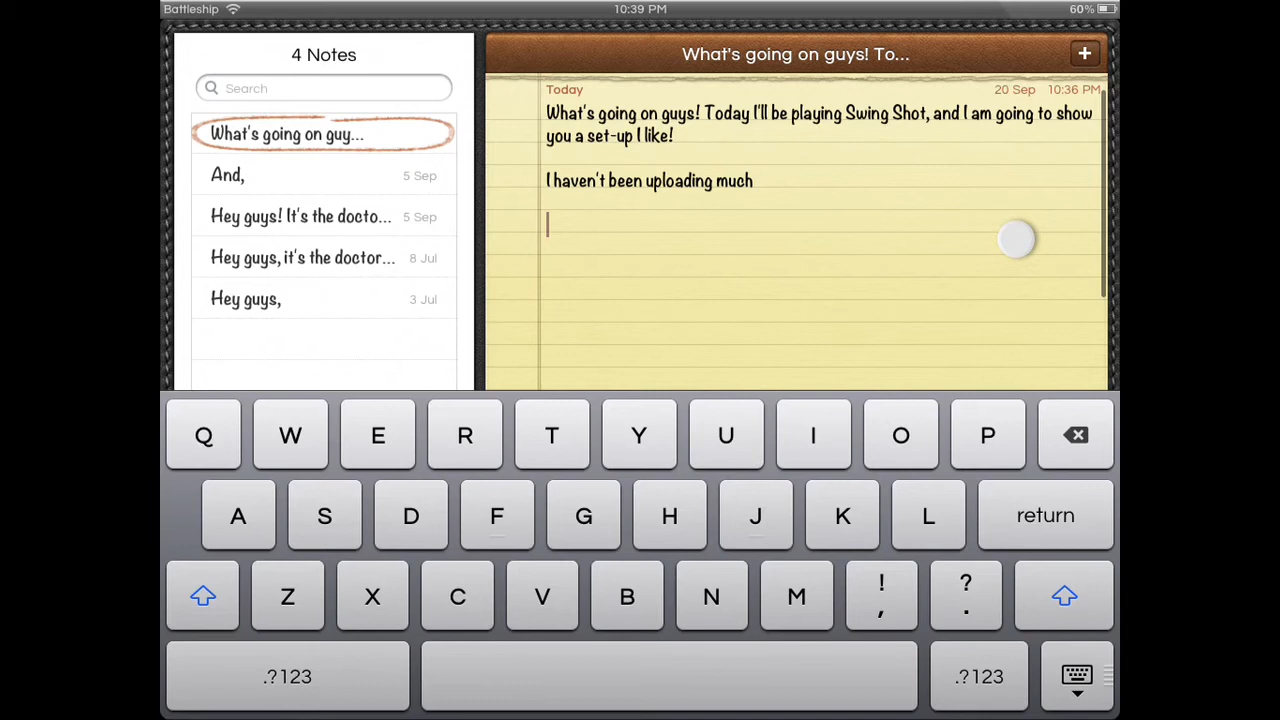 Battleship
10:39 PM
60%
4 Notes
Search
What's going on guy...
And,
5 Sep
Hey guys! It's the docto...
5 Sep
Hey guys, it's the doctor...
8 Jul
Hey guys,
3 Jul
What's going on guys! To...
+
Today
20 Sep 10:36 PM
What's going on guys! Today I'll be playing Swing Shot, and I am going to show
you a set-up I like!
I haven't been uploading much
Q W E R T Y U I O P
A S D F G H J K L return
Z X C V B N M ! , ? .
.?123 .?123